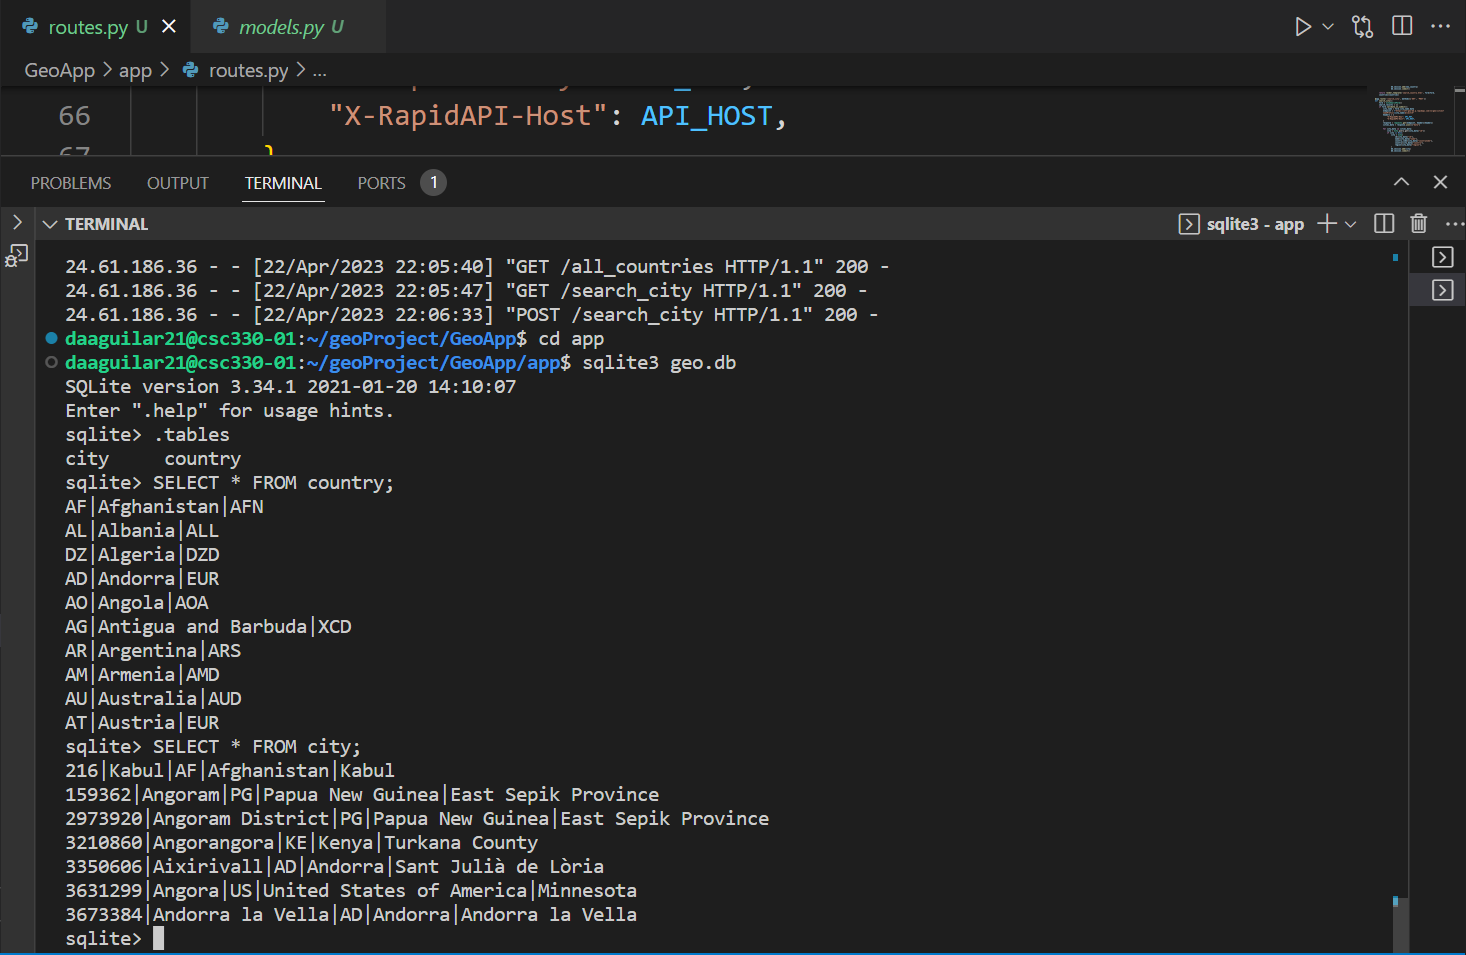 routes.py U
models.py U
GeoApp > app > routes.py > ...
66 "X-RapidAPI-Host": API_HOST,
67 }
PROBLEMS OUTPUT TERMINAL PORTS 1
TERMINAL
sqlite3 - app
24.61.186.36 - - [22/Apr/2023 22:05:40] "GET /all_countries HTTP/1.1" 200 -
24.61.186.36 - - [22/Apr/2023 22:05:47] "GET /search_city HTTP/1.1" 200 -
24.61.186.36 - - [22/Apr/2023 22:06:33] "POST /search_city HTTP/1.1" 200 -
daaguilar21@csc330-01:~/geoProject/GeoApp$ cd app
daaguilar21@csc330-01:~/geoProject/GeoApp/app$ sqlite3 geo.db
SQLite version 3.34.1 2021-01-20 14:10:07
Enter ".help" for usage hints.
sqlite> .tables
city     country
sqlite> SELECT * FROM country;
AF|Afghanistan|AFN
AL|Albania|ALL
DZ|Algeria|DZD
AD|Andorra|EUR
AO|Angola|AOA
AG|Antigua and Barbuda|XCD
AR|Argentina|ARS
AM|Armenia|AMD
AU|Australia|AUD
AT|Austria|EUR
sqlite> SELECT * FROM city;
216|Kabul|AF|Afghanistan|Kabul
159362|Angoram|PG|Papua New Guinea|East Sepik Province
2973920|Angoram District|PG|Papua New Guinea|East Sepik Province
3210860|Angorangora|KE|Kenya|Turkana County
3350606|Aixirivall|AD|Andorra|Sant Julià de Lòria
3631299|Angora|US|United States of America|Minnesota
3673384|Andorra la Vella|AD|Andorra|Andorra la Vella
sqlite>